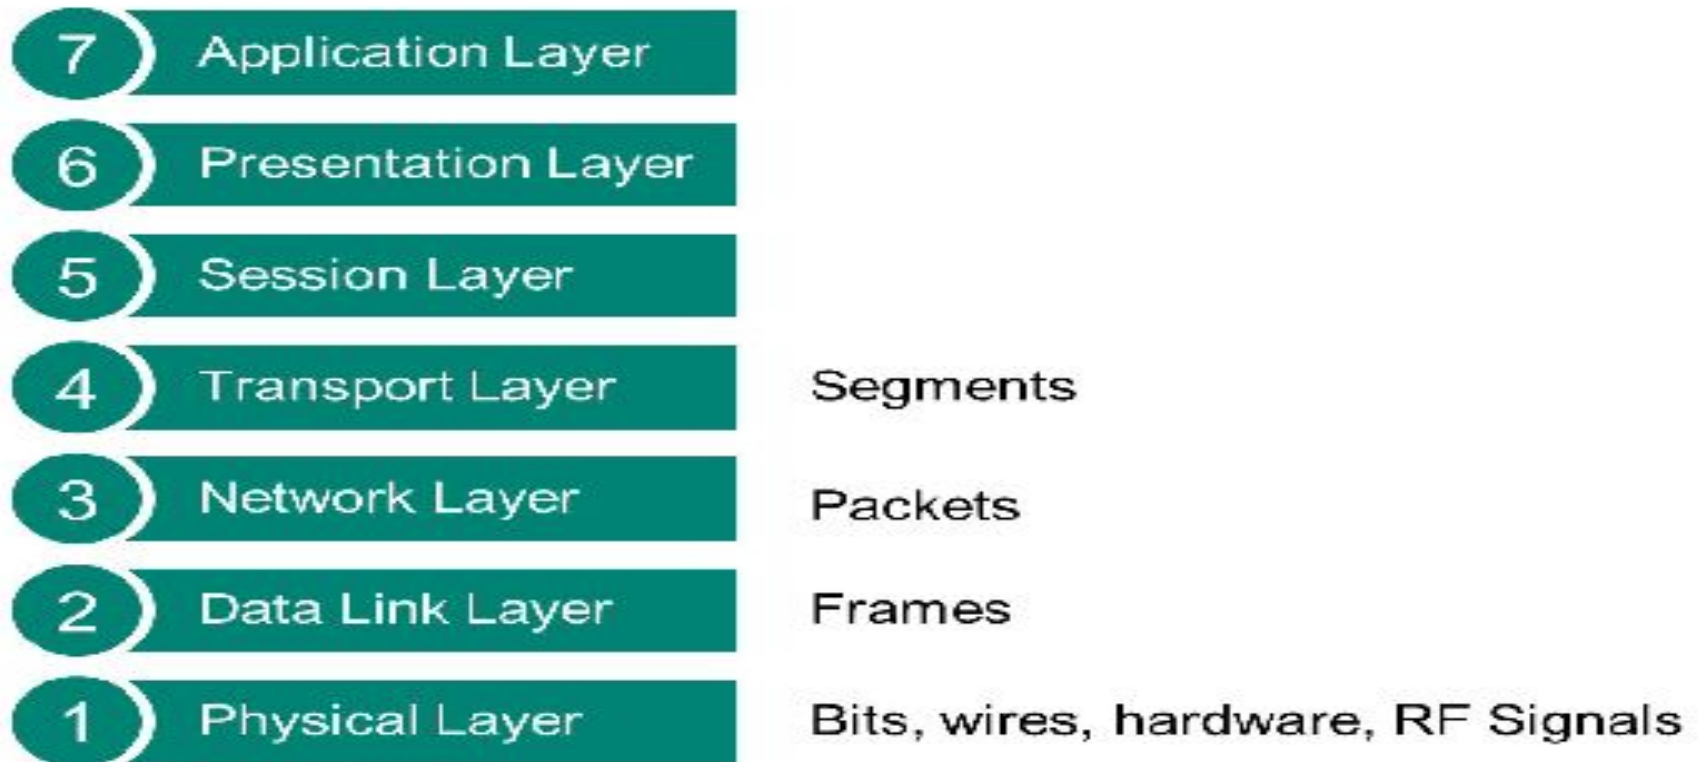 7 Application Layer
6 Presentation Layer
5 Session Layer
4 Transport Layer Segments
3 Network Layer Packets
2 Data Link Layer Frames
1 Physical Layer Bits, wires, hardware, RF Signals